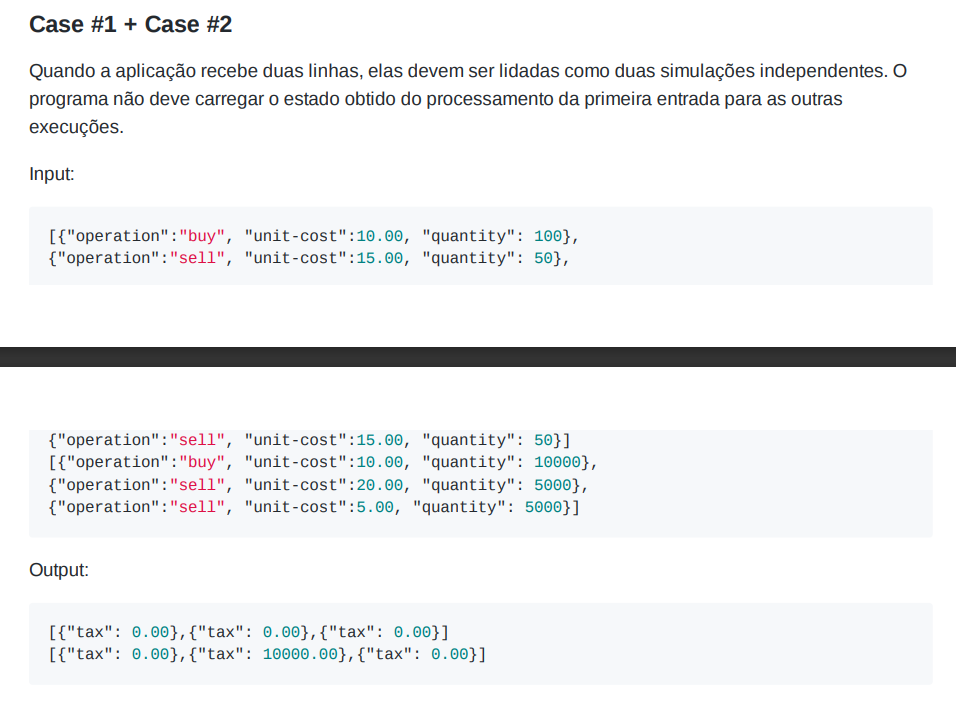 Case #1 + Case #2
Quando a aplicação recebe duas linhas, elas devem ser lidadas como duas simulações independentes. O
programa não deve carregar o estado obtido do processamento da primeira entrada para as outras
execuções.
Input:
[{"operation":"buy", "unit-cost":10.00, "quantity": 100},
{"operation":"sell", "unit-cost":15.00, "quantity": 50},
{"operation":"sell", "unit-cost":15.00, "quantity": 50}]
[{"operation":"buy", "unit-cost":10.00, "quantity": 10000},
{"operation":"sell", "unit-cost":20.00, "quantity": 5000},
{"operation":"sell", "unit-cost":5.00, "quantity": 5000}]
Output:
[{"tax": 0.00},{"tax": 0.00},{"tax": 0.00}]
[{"tax": 0.00},{"tax": 10000.00},{"tax": 0.00}]